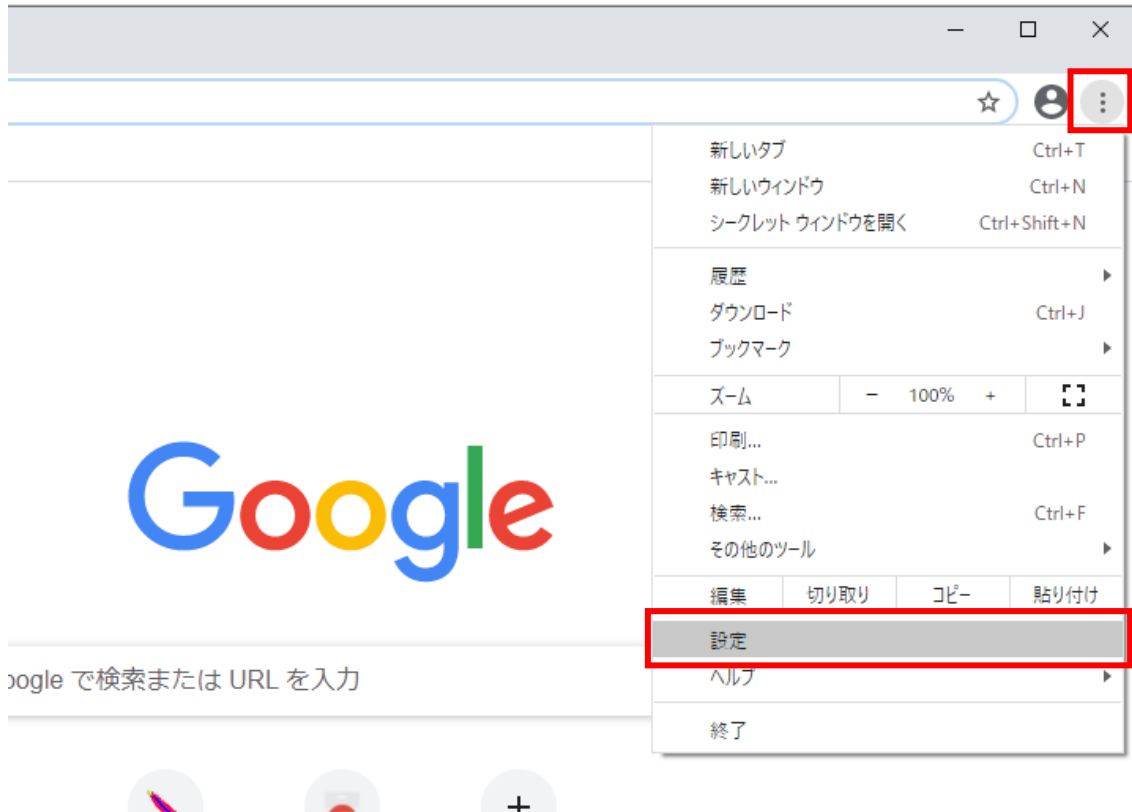 新しいタブ Ctrl+T
新しいウィンドウ Ctrl+N
シークレット ウィンドウを開く Ctrl+Shift+N
履歴
ダウンロード Ctrl+J
ブックマーク
ズーム − 100% +
印刷... Ctrl+P
キャスト...
検索... Ctrl+F
その他のツール
編集 切り取り コピー 貼り付け
設定
ヘルプ
終了
Google
oogle で検索または URL を入力